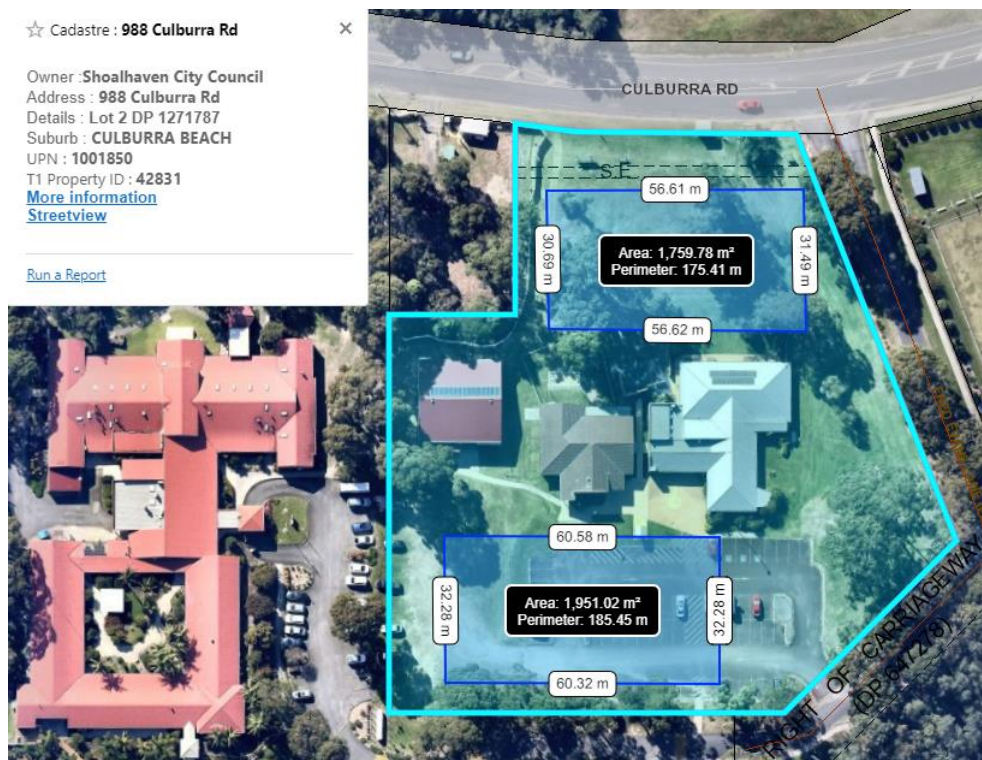 Cadastre : 988 Culburra Rd
Owner :Shoalhaven City Council
Address : 988 Culburra Rd
Details : Lot 2 DP 1271787
Suburb : CULBURRA BEACH
UPN : 1001850
T1 Property ID : 42831
More information
Streetview
Run a Report
CULBURRA RD
S.E
56.61 m
30.69 m
Area: 1,759.78 m²
Perimeter: 175.41 m
31.49 m
56.62 m
60.58 m
32.28 m
Area: 1,951.02 m²
Perimeter: 185.45 m
32.28 m
60.32 m
RIGHT OF CARRIAGEWAY
(DP 647278)